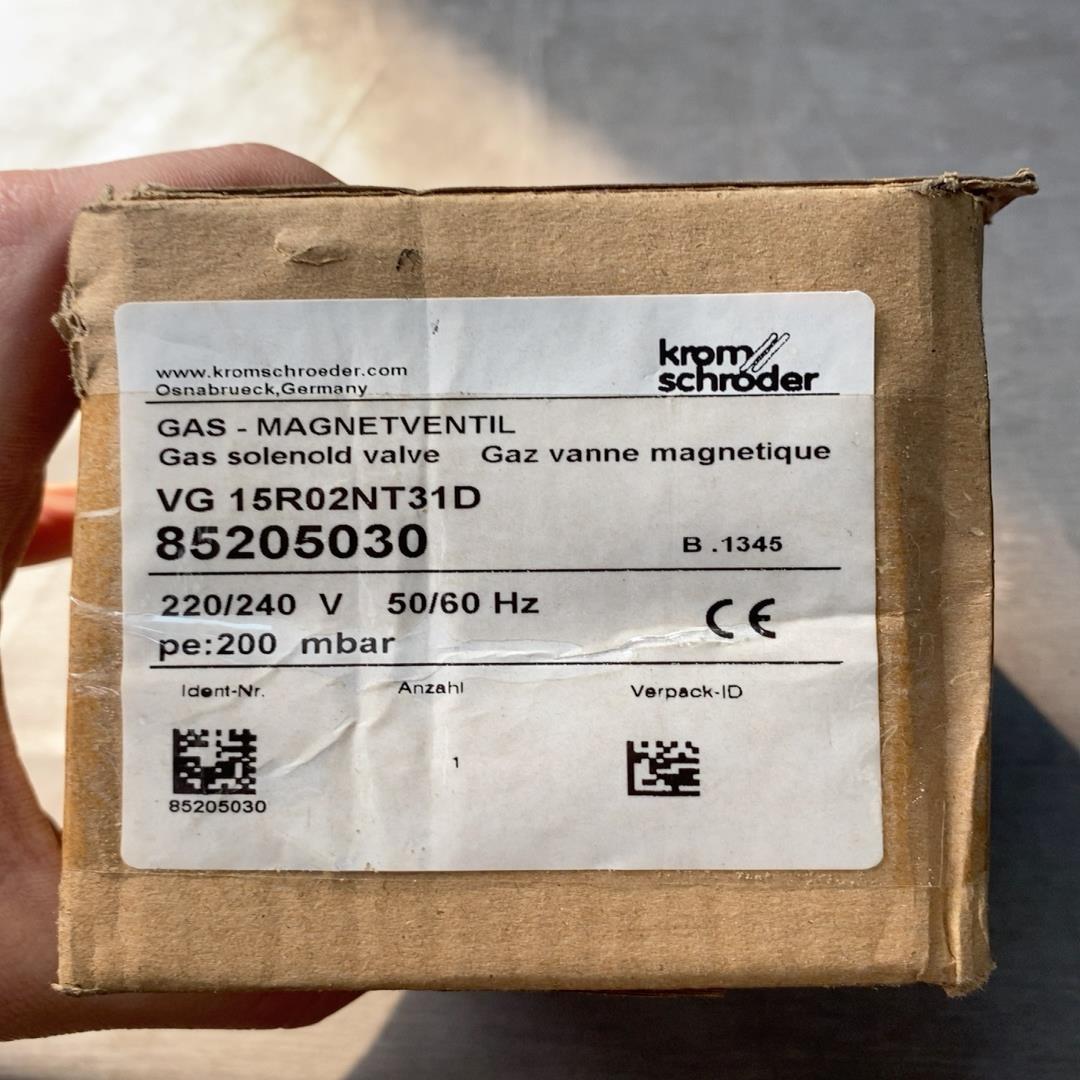 www.kromschroeder.com
Osnabrueck,Germany
krom
schröder
GAS - MAGNETVENTIL
Gas solenold valve Gaz vanne magnetique
VG 15R02NT31D
85205030
B .1345
220/240 V 50/60 Hz
pe:200 mbar
CE
Ident-Nr. Anzahl Verpack-ID
1
85205030